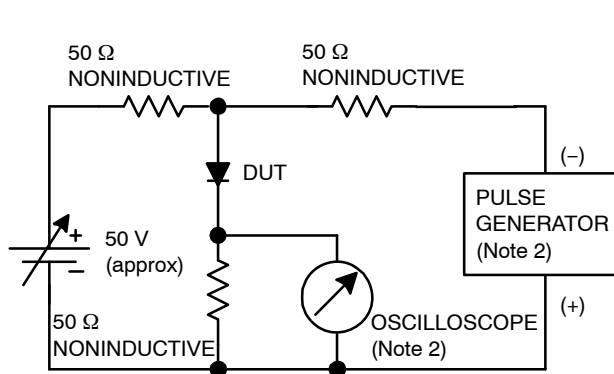 50 Ω
NONINDUCTIVE
50 Ω
NONINDUCTIVE
DUT
(−)
PULSE
GENERATOR
(Note 2)
+
50 V
(approx)
−
(+)
50 Ω
NONINDUCTIVE
OSCILLOSCOPE
(Note 2)